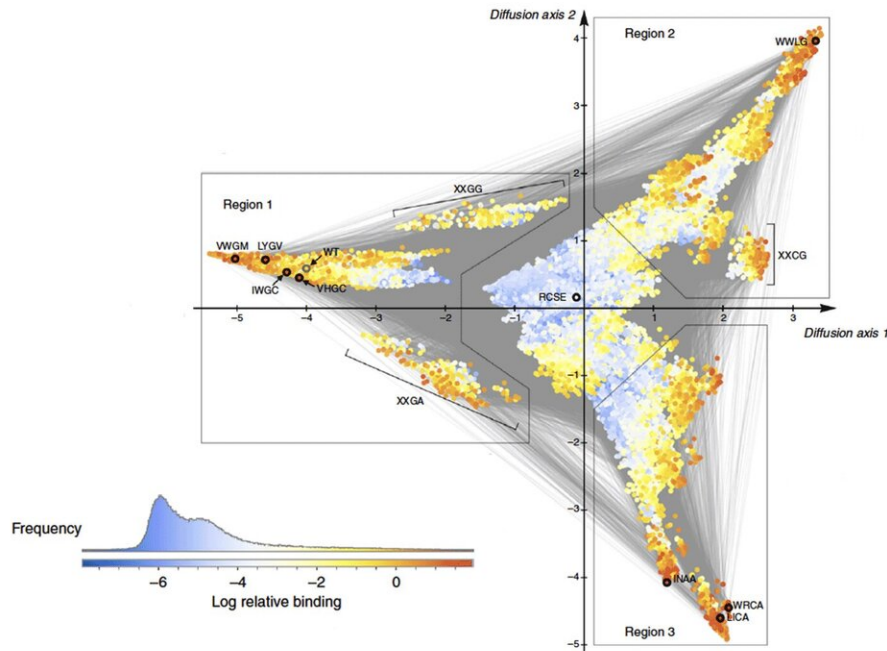 Diffusion axis 2
4
WWLG
Region 2
3
2
XXGG
Region 1
1
VWGM LYGV WT
XXCG
IWGC VHGC
RCSE
−5 −4 −3 −2 −1 0 1 2 3
Diffusion axis 1
−1
XXGA
−2
−3
Frequency
−4
INAA
WRCA
LICA
−6 −4 −2 0
Log relative binding
Region 3
−5